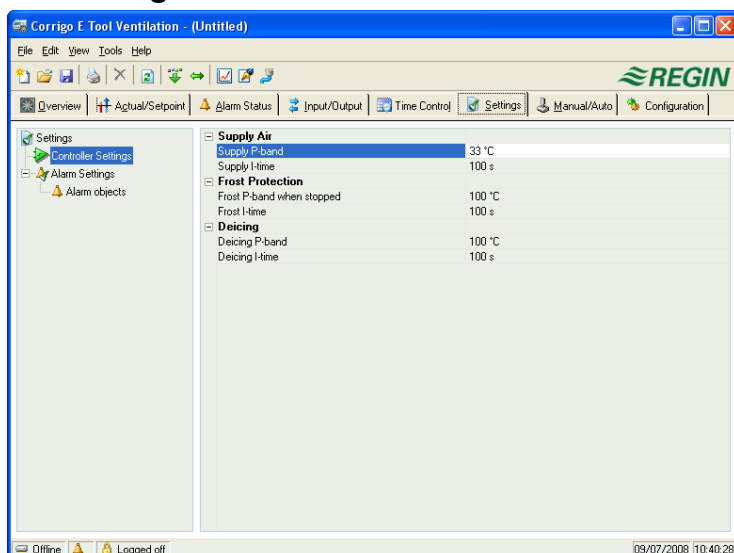 Corrigo E Tool Ventilation - (Untitled)
File Edit View Tools Help
REGIN
Overview Actual/Setpoint Alarm Status Input/Output Time Control Settings Manual/Auto Configuration
Settings
Controller Settings
Alarm Settings
Alarm objects
Supply Air
Supply P-band 33 °C
Supply I-time 100 s
Frost Protection
Frost P-band when stopped 100 °C
Frost I-time 100 s
Deicing
Deicing P-band 100 °C
Deicing I-time 100 s
Offline Logged off 09/07/2008 10:40:28